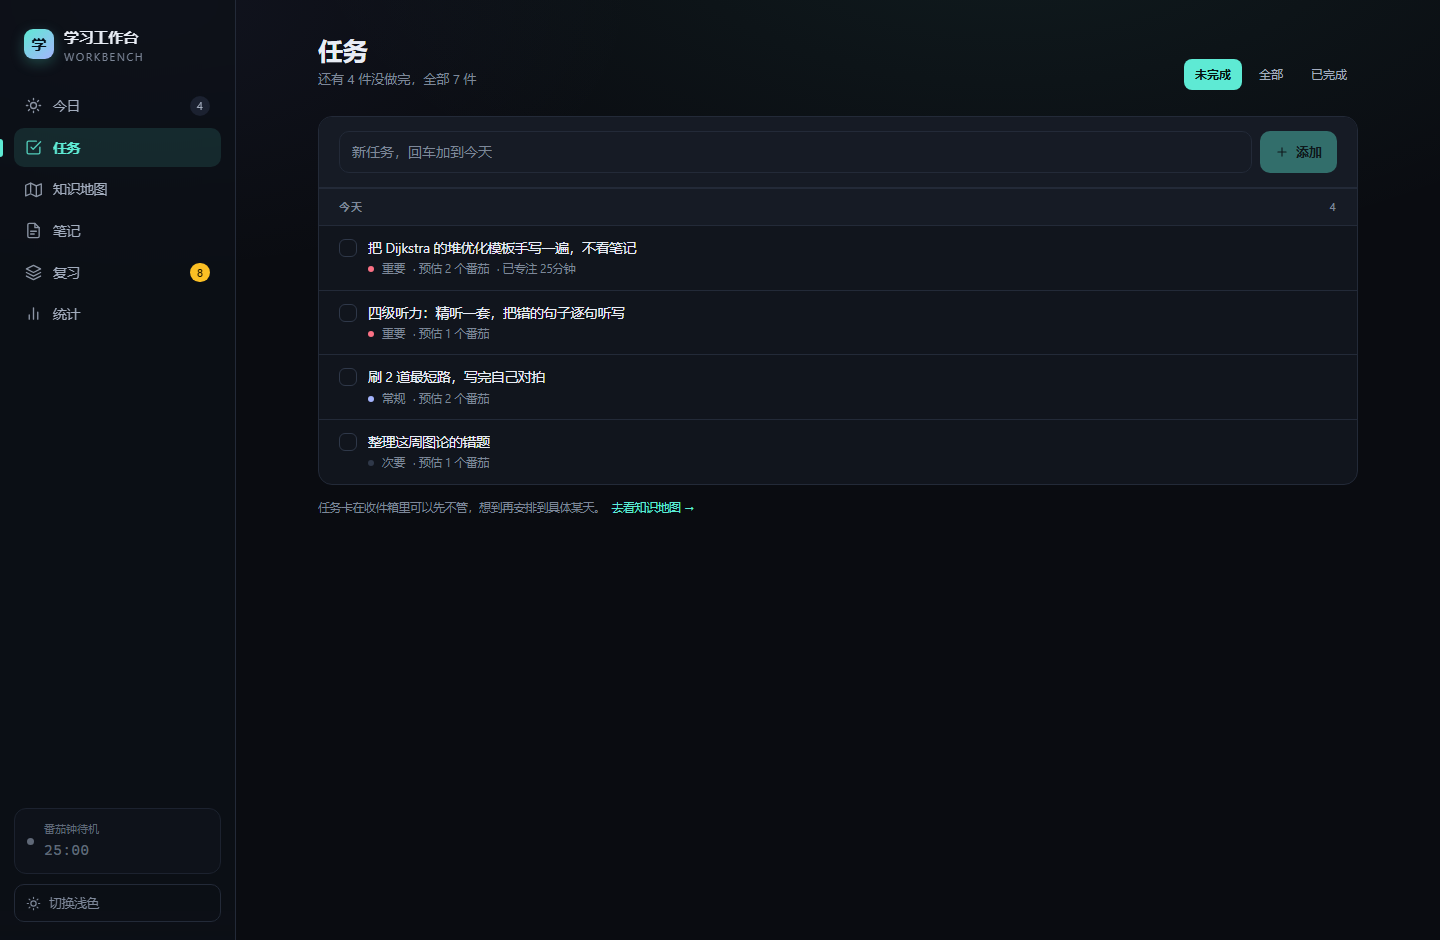 学
学习工作台
WORKBENCH
今日
4
任务
知识地图
笔记
复习
8
统计
番茄钟待机
25:00
切换浅色
任务
还有 4 件没做完，全部 7 件
未完成
全部
已完成
新任务，回车加到今天
+ 添加
今天
4
把 Dijkstra 的堆优化模板手写一遍，不看笔记
重要 · 预估 2 个番茄 · 已专注 25分钟
四级听力：精听一套，把错的句子逐句听写
重要 · 预估 1 个番茄
刷 2 道最短路，写完自己对拍
常规 · 预估 2 个番茄
整理这周图论的错题
次要 · 预估 1 个番茄
任务卡在收件箱里可以先不管，想到再安排到具体某天。 去看知识地图 →